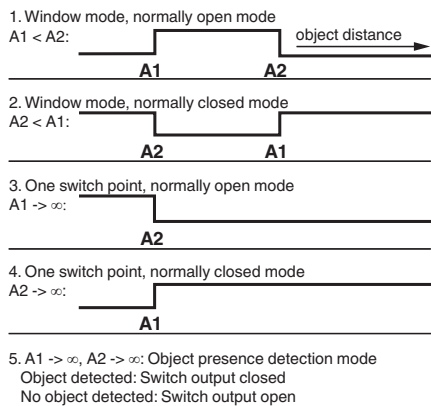 1. Window mode, normally open mode
A1 < A2:
object distance
A1 A2
2. Window mode, normally closed mode
A2 < A1:
A2 A1
3. One switch point, normally open mode
A1 -> ∞:
A2
4. One switch point, normally closed mode
A2 -> ∞:
A1
5. A1 -> ∞, A2 -> ∞: Object presence detection mode
Object detected: Switch output closed
No object detected: Switch output open